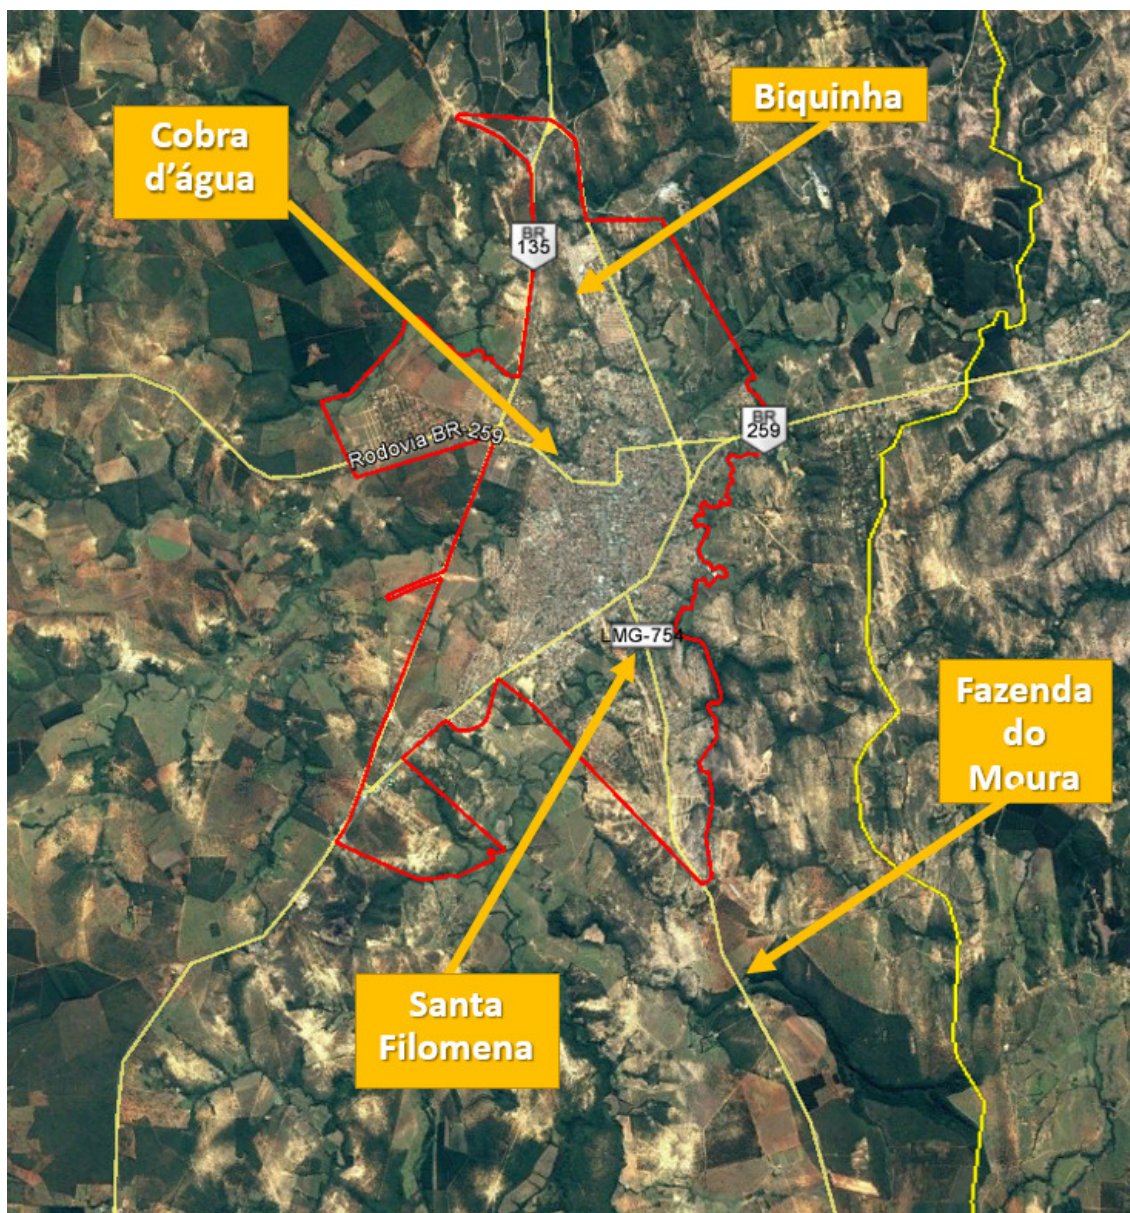 Biquinha
Cobra
d'água
BR
135
BR
259
Rodovia BR-259
LMG-754
Fazenda
do
Moura
Santa
Filomena